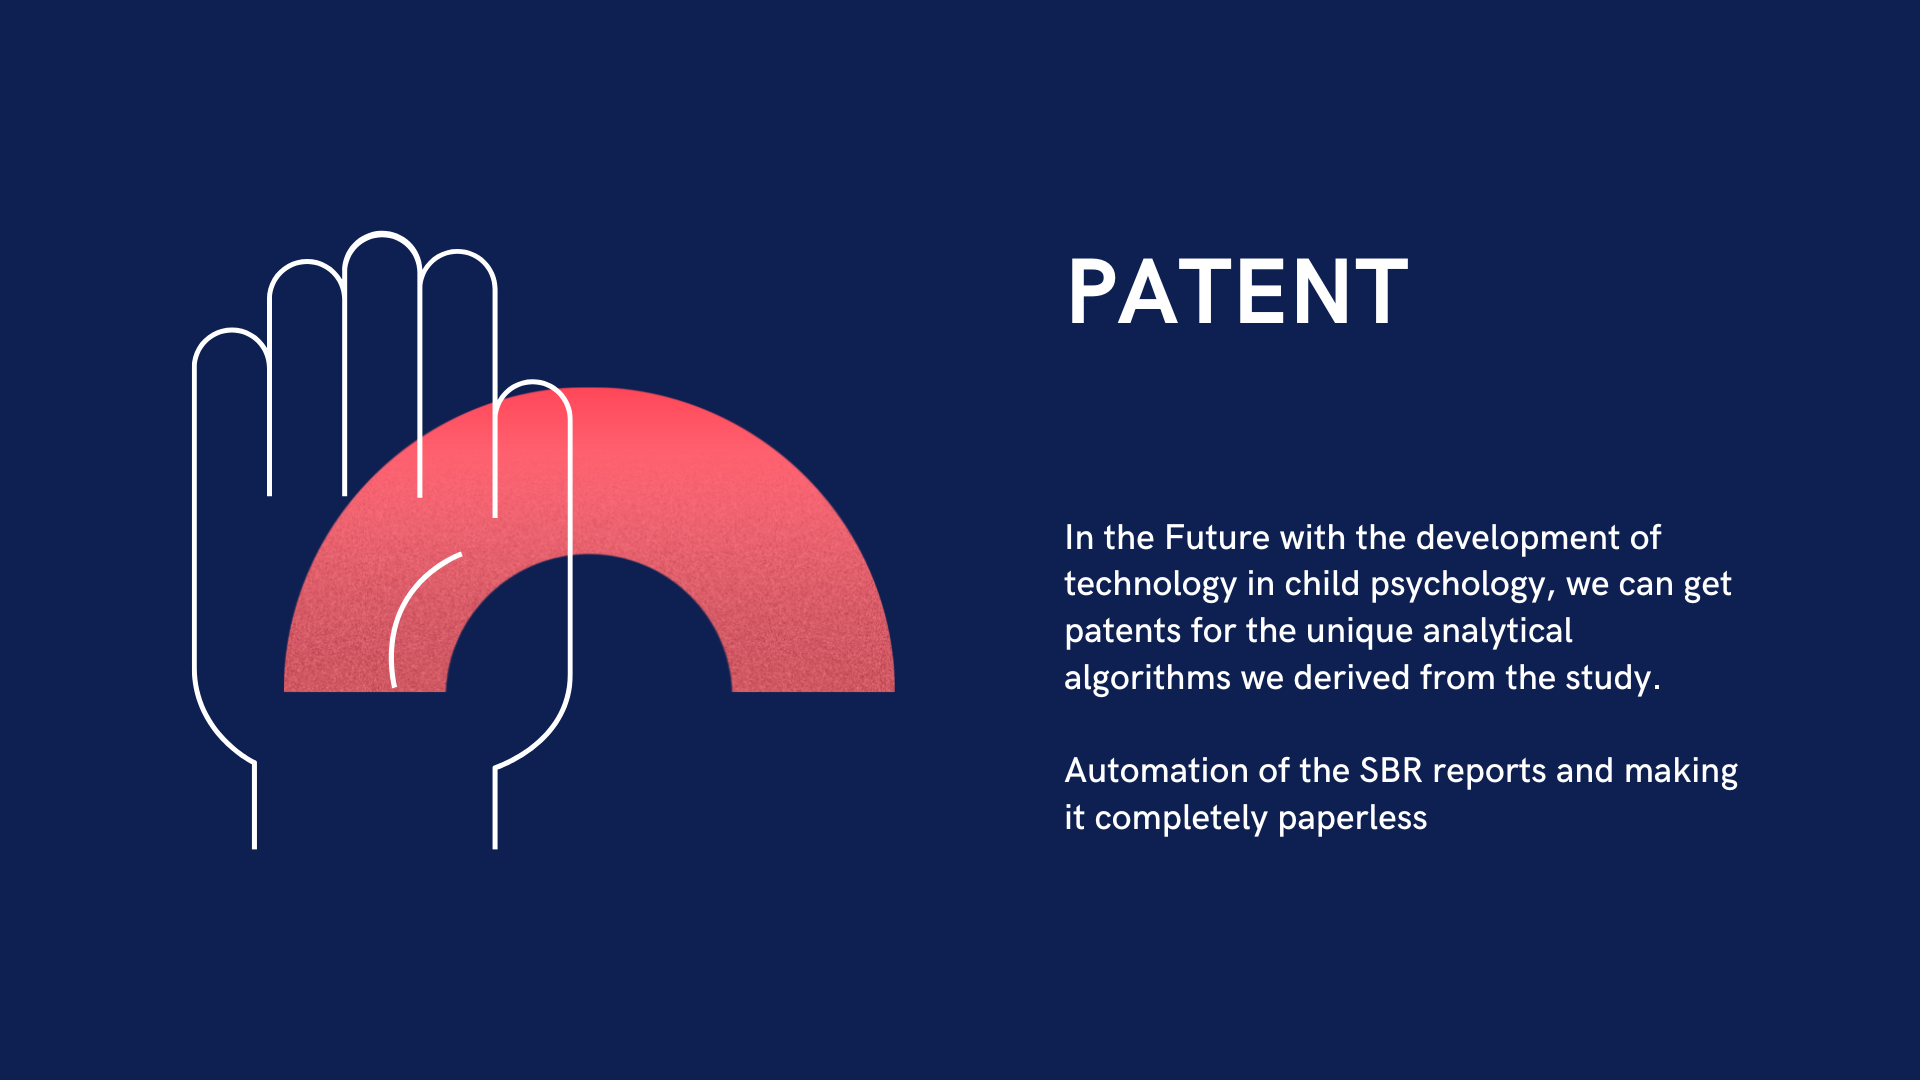 PATENT
In the Future with the development of
technology in child psychology, we can get
patents for the unique analytical
algorithms we derived from the study.
Automation of the SBR reports and making
it completely paperless